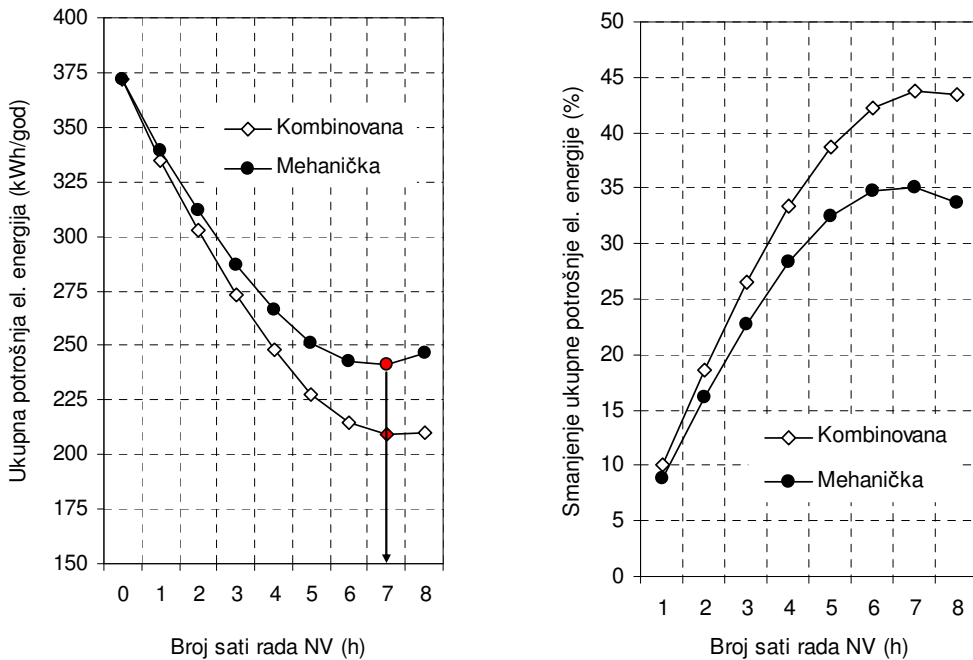 Ukupna potrošnja el. energija (kWh/god)
400
375
350
325
300
275
250
225
200
175
150
Kombinovana
Mehanička
0 1 2 3 4 5 6 7 8
Broj sati rada NV (h)
Smanjenje ukupne potrošnje el. energije (%)
50
45
40
35
30
25
20
15
10
5
0
Kombinovana
Mehanička
1 2 3 4 5 6 7 8
Broj sati rada NV (h)